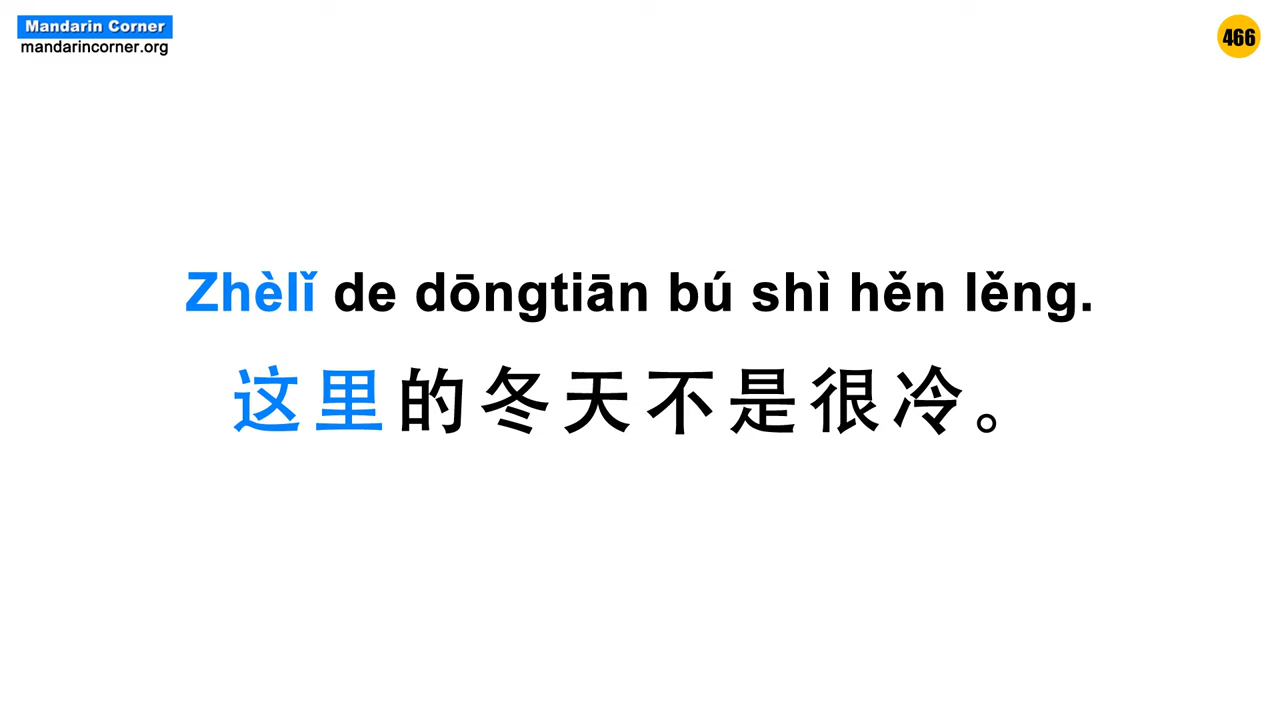 Mandarin Corner
mandarincorner.org
466
Zhèlǐ de dōngtiān bú shì hěn lěng.
这里的冬天不是很冷。